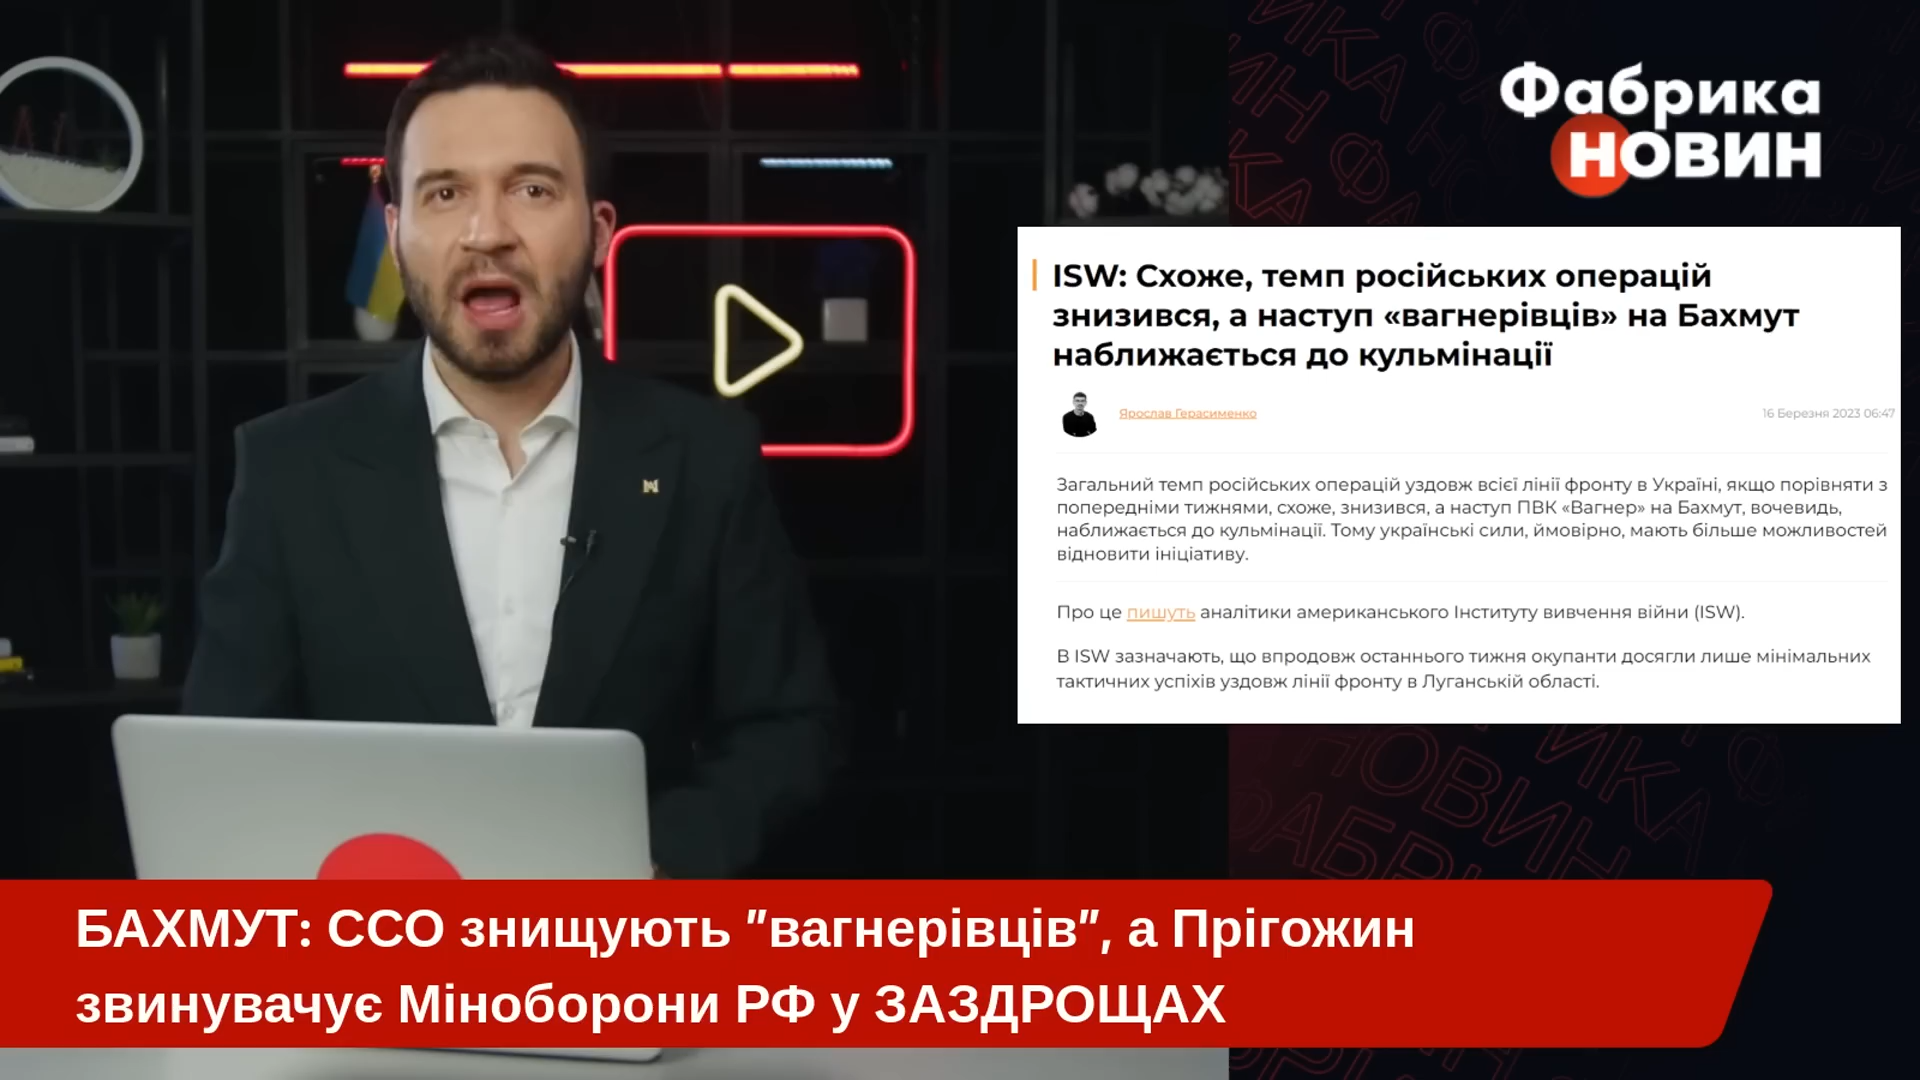 Фабрика
НОВИН
ISW: Схоже, темп російських операцій
знизився, а наступ «вагнерівців» на Бахмут
наближається до кульмінації
Ярослав Герасименко
16 Березня 2023 06:47
Загальний темп російських операцій уздовж всієї лінії фронту в Україні, якщо порівняти з
попередніми тижнями, схоже, знизився, а наступ ПВК «Вагнер» на Бахмут, вочевидь,
наближається до кульмінації. Тому українські сили, ймовірно, мають більше можливостей
відновити ініціативу.
Про це пишуть аналітики американського Інституту вивчення війни (ISW).
В ISW зазначають, що впродовж останнього тижня окупанти досягли лише мінімальних
тактичних успіхів уздовж лінії фронту в Луганській області.
БАХМУТ: ССО знищують "вагнерівців", а Прігожин
звинувачує Міноборони РФ у ЗАЗДРОЩАХ